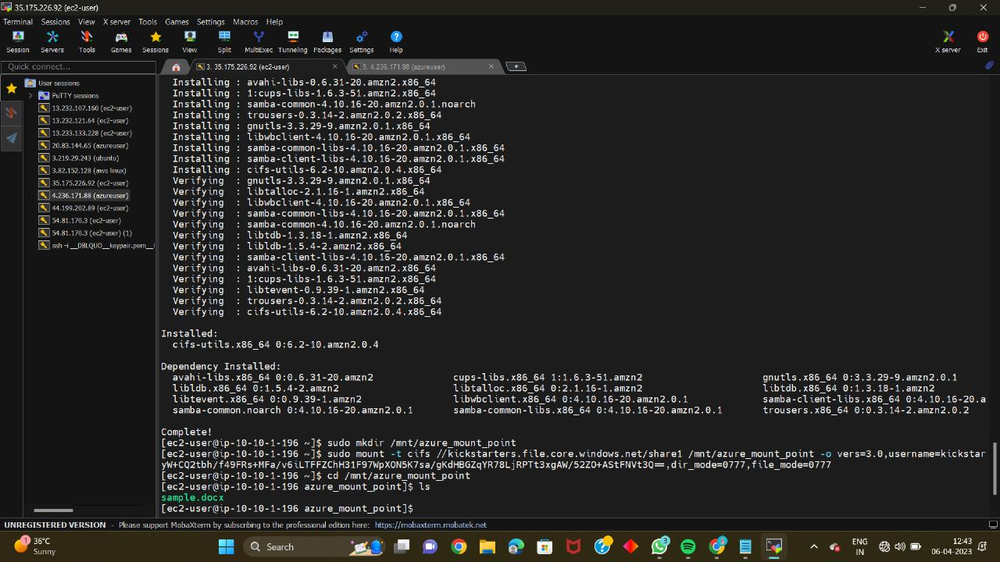 35.175.226.92 (ec2-user)
Terminal Sessions View X server Tools Games Settings Macros Help
Session Servers Tools Games Sessions View Split MultiExec Tunneling Packages Settings Help X server Exit
Quick connect...
3. 35.175.226.92 (ec2-user)
5. 4.236.171.88 (azureuser)
User sessions
PuTTY sessions
13.232.107.160 (ec2-user)
13.232.121.64 (ec2-user)
13.233.133.228 (ec2-user)
20.83.144.65 (azureuser)
3.219.29.243 (ubuntu)
3.82.152.128 (aws linux)
35.175.226.92 (ec2-user)
4.236.171.88 (azureuser)
44.199.202.89 (ec2-user)
54.81.170.3 (ec2-user)
54.81.170.3 (ec2-user) (1)
ssh -i __DBLQUO__keypair.pem__
Installing : avahi-libs-0.6.31-20.amzn2.x86_64
Installing : 1:cups-libs-1.6.3-51.amzn2.x86_64
Installing : samba-common-4.10.16-20.amzn2.0.1.noarch
Installing : trousers-0.3.14-2.amzn2.0.2.x86_64
Installing : gnutls-3.3.29-9.amzn2.0.1.x86_64
Installing : libwbclient-4.10.16-20.amzn2.0.1.x86_64
Installing : samba-common-libs-4.10.16-20.amzn2.0.1.x86_64
Installing : samba-client-libs-4.10.16-20.amzn2.0.1.x86_64
Installing : cifs-utils-6.2-10.amzn2.0.4.x86_64
Verifying : gnutls-3.3.29-9.amzn2.0.1.x86_64
Verifying : libtalloc-2.1.16-1.amzn2.x86_64
Verifying : libwbclient-4.10.16-20.amzn2.0.1.x86_64
Verifying : samba-common-libs-4.10.16-20.amzn2.0.1.x86_64
Verifying : samba-common-4.10.16-20.amzn2.0.1.noarch
Verifying : libtdb-1.3.18-1.amzn2.x86_64
Verifying : libldb-1.5.4-2.amzn2.x86_64
Verifying : samba-client-libs-4.10.16-20.amzn2.0.1.x86_64
Verifying : avahi-libs-0.6.31-20.amzn2.x86_64
Verifying : 1:cups-libs-1.6.3-51.amzn2.x86_64
Verifying : libtevent-0.9.39-1.amzn2.x86_64
Verifying : trousers-0.3.14-2.amzn2.0.2.x86_64
Verifying : cifs-utils-6.2-10.amzn2.0.4.x86_64
Installed:
cifs-utils.x86_64 0:6.2-10.amzn2.0.4
Dependency Installed:
avahi-libs.x86_64 0:0.6.31-20.amzn2 cups-libs.x86_64 1:1.6.3-51.amzn2 gnutls.x86_64 0:3.3.29-9.amzn2.0.1
libldb.x86_64 0:1.5.4-2.amzn2 libtalloc.x86_64 0:2.1.16-1.amzn2 libtdb.x86_64 0:1.3.18-1.amzn2
libtevent.x86_64 0:0.9.39-1.amzn2 libwbclient.x86_64 0:4.10.16-20.amzn2.0.1 samba-client-libs.x86_64 0:4.10.16-20.a
samba-common.noarch 0:4.10.16-20.amzn2.0.1 samba-common-libs.x86_64 0:4.10.16-20.amzn2.0.1 trousers.x86_64 0:0.3.14-2.amzn2.0.2
Complete!
[ec2-user@ip-10-10-1-196 ~]$ sudo mkdir /mnt/azure_mount_point
[ec2-user@ip-10-10-1-196 ~]$ sudo mount -t cifs //kickstarters.file.core.windows.net/share1 /mnt/azure_mount_point -o vers=3.0,username=kickstar
yW+CQ2tbh/f49FRs+MFa/v6iLTFFZChH31F97WpXON5K7sa/gKdHBGZqYR78LjRPTt3xgAW/52ZO+AStFNVt3Q==,dir_mode=0777,file_mode=0777
[ec2-user@ip-10-10-1-196 ~]$ cd /mnt/azure_mount_point
[ec2-user@ip-10-10-1-196 azure_mount_point]$ ls
sample.docx
[ec2-user@ip-10-10-1-196 azure_mount_point]$
UNREGISTERED VERSION - Please support MobaXterm by subscribing to the professional edition here: https://mobaxterm.mobatek.net
1
36°C
Sunny
Search
3
ENG
IN
12:43
06-04-2023